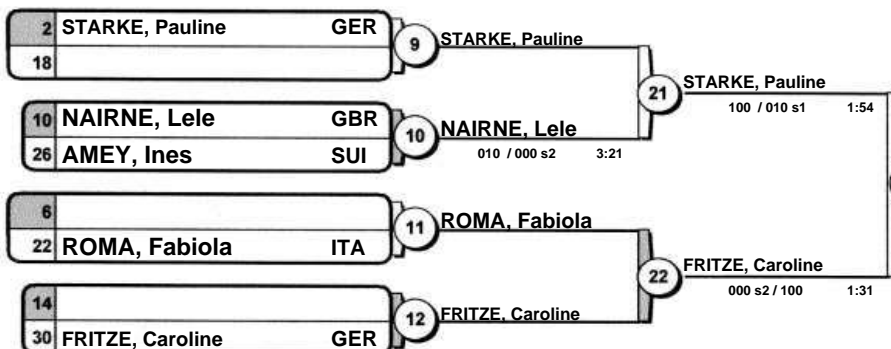 2 STARKE, Pauline GER
18
9
STARKE, Pauline
10 NAIRNE, Lele GBR
26 AMEY, Ines SUI
10
NAIRNE, Lele
010 / 000 s2 3:21
21
STARKE, Pauline
100 / 010 s1 1:54
6
22 ROMA, Fabiola ITA
11
ROMA, Fabiola
14
30 FRITZE, Caroline GER
12
FRITZE, Caroline
22
FRITZE, Caroline
000 s2 / 100 1:31